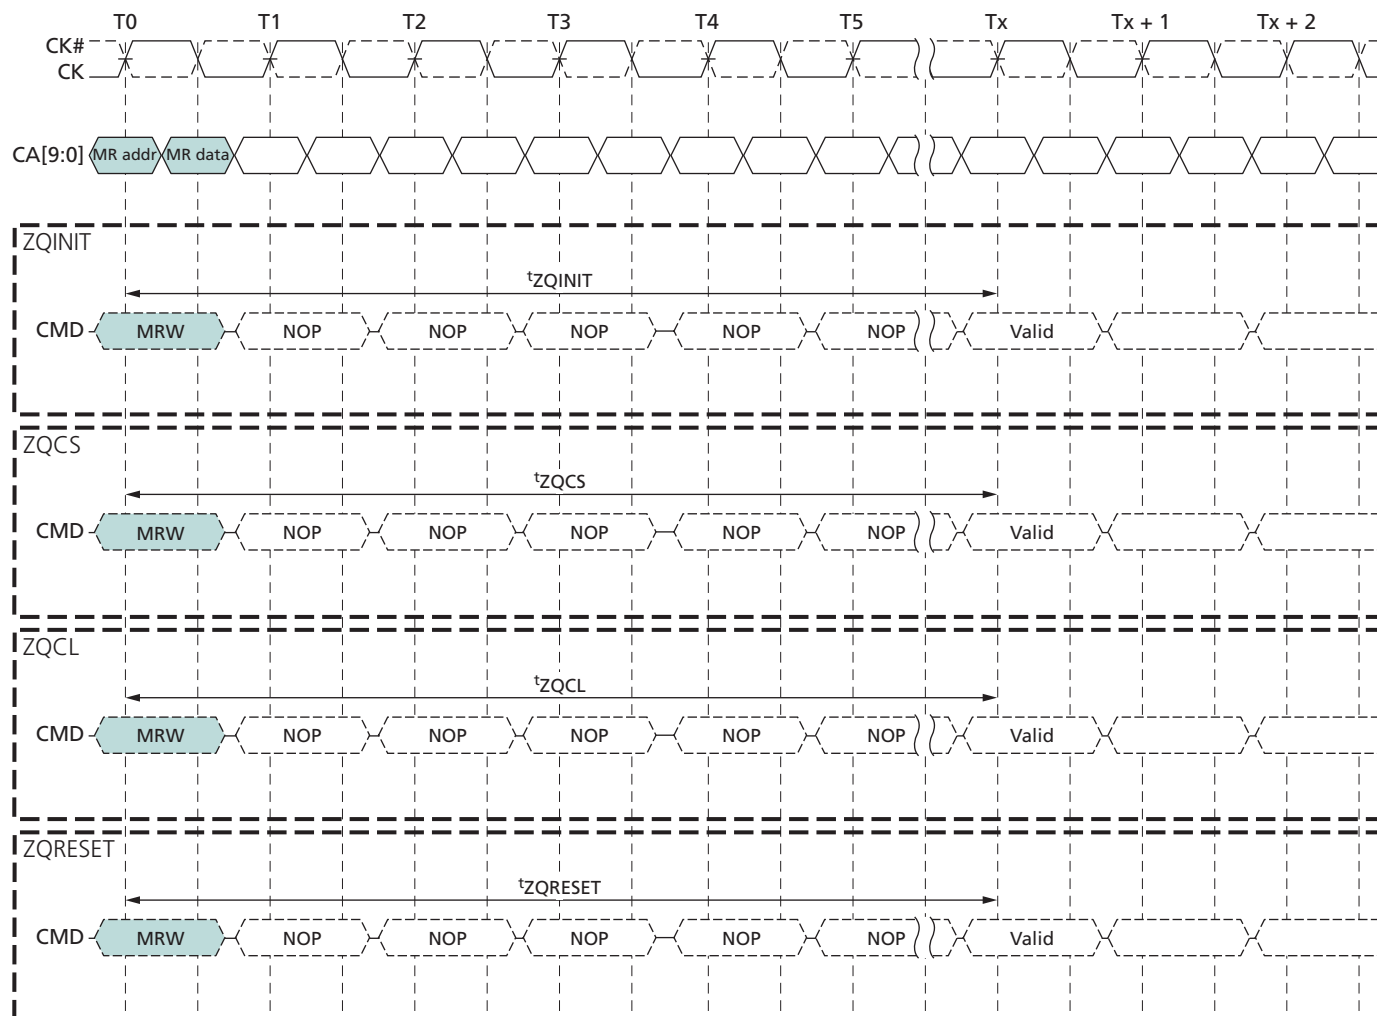 T0 T1 T2 T3 T4 T5 Tx Tx + 1 Tx + 2
CK#
CK
CA[9:0] MR addr MR data
ZQINIT
tZQINIT
CMD MRW NOP NOP NOP NOP NOP Valid
ZQCS
tZQCS
CMD MRW NOP NOP NOP NOP NOP Valid
ZQCL
tZQCL
CMD MRW NOP NOP NOP NOP NOP Valid
ZQRESET
tZQRESET
CMD MRW NOP NOP NOP NOP NOP Valid